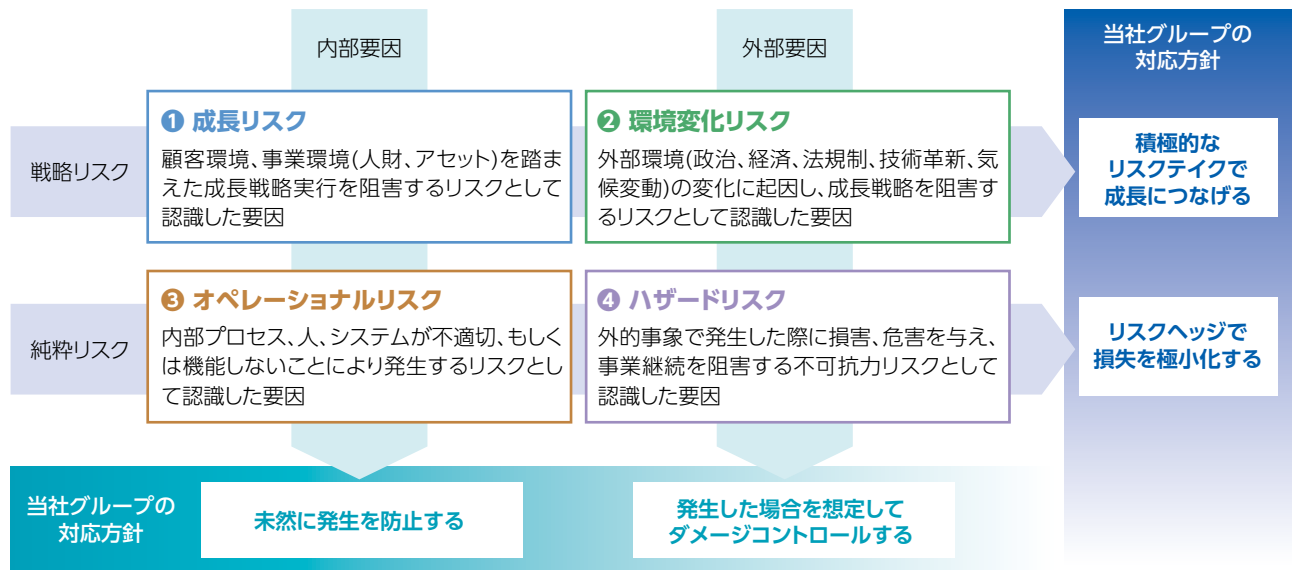 内部要因
外部要因
当社グループの
対応方針
戦略リスク
❶ 成長リスク
顧客環境、事業環境(人財、アセット)を踏ま
えた成長戦略実行を阻害するリスクとして
認識した要因
❷ 環境変化リスク
外部環境(政治、経済、法規制、技術革新、気
候変動)の変化に起因し、成長戦略を阻害す
るリスクとして認識した要因
積極的な
リスクテイクで
成長につなげる
純粋リスク
❸ オペレーショナルリスク
内部プロセス、人、システムが不適切、もしく
は機能しないことにより発生するリスクとし
て認識した要因
❹ ハザードリスク
外的事象で発生した際に損害、危害を与え、
事業継続を阻害する不可抗力リスクとして
認識した要因
リスクヘッジで
損失を極小化する
当社グループの
対応方針
未然に発生を防止する
発生した場合を想定して
ダメージコントロールする